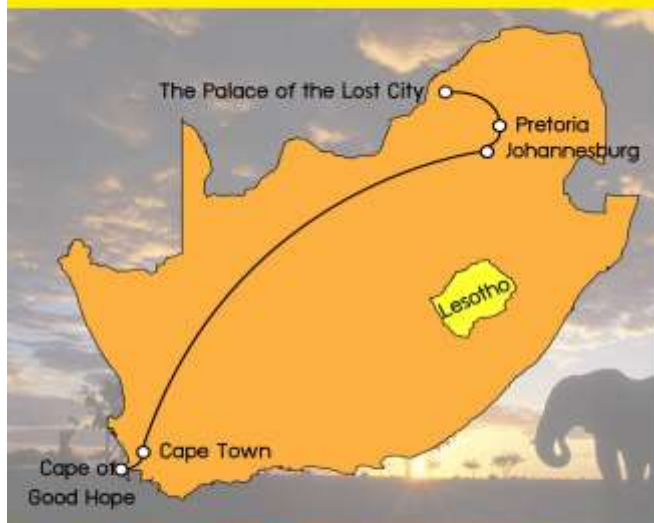 The Palace of the Lost City
Pretoria
Johannesburg
Lesotho
Cape Town
Cape of
Good Hope